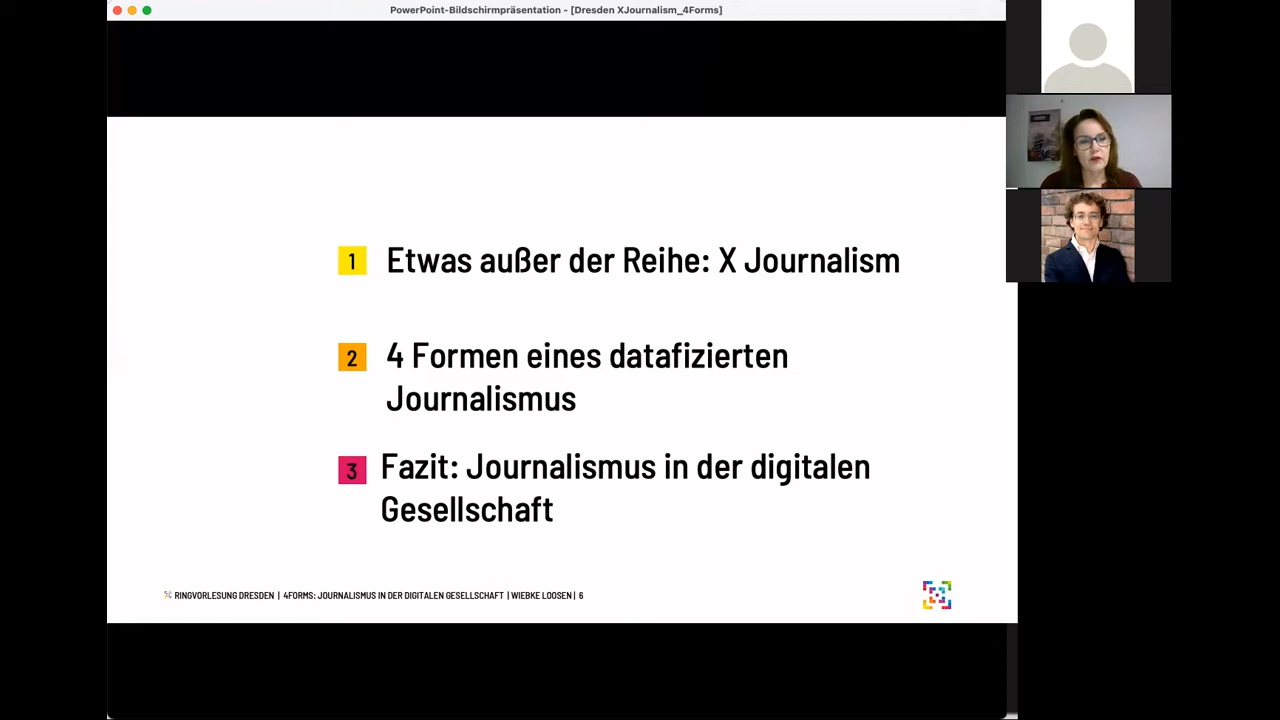 PowerPoint-Bildschirmpräsentation - [Dresden XJournalism_4Forms]
1 Etwas außer der Reihe: X Journalism
2 4 Formen eines datafizierten
Journalismus
3 Fazit: Journalismus in der digitalen
Gesellschaft
RINGVORLESUNG DRESDEN | 4FORMS: JOURNALISMUS IN DER DIGITALEN GESELLSCHAFT | WIEBKE LOOSEN | 6